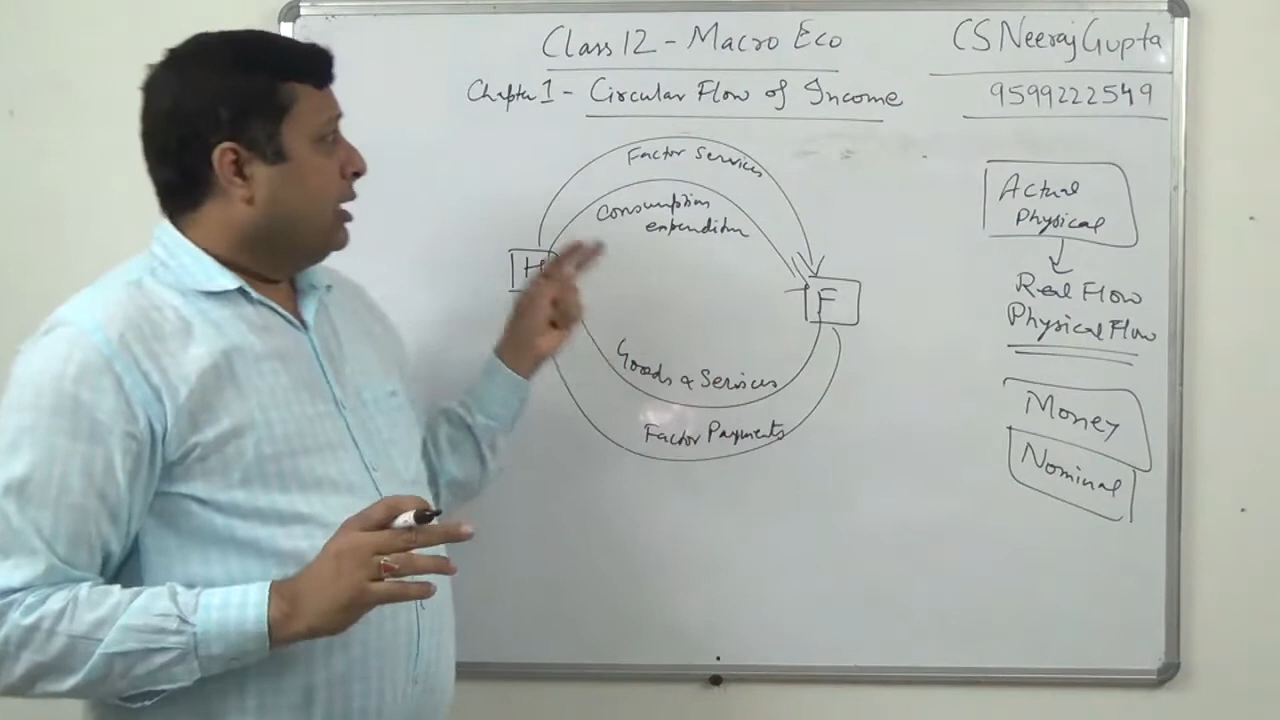 Class 12 - Macro Eco
CS Neeraj Gupta
9599222549
Chapter 1 - Circular Flow of Income
Factor Services
Consumption
expenditure
H
F
Goods & Services
Factor Payments
Actual
Physical
Real Flow
Physical Flow
Money
Nominal